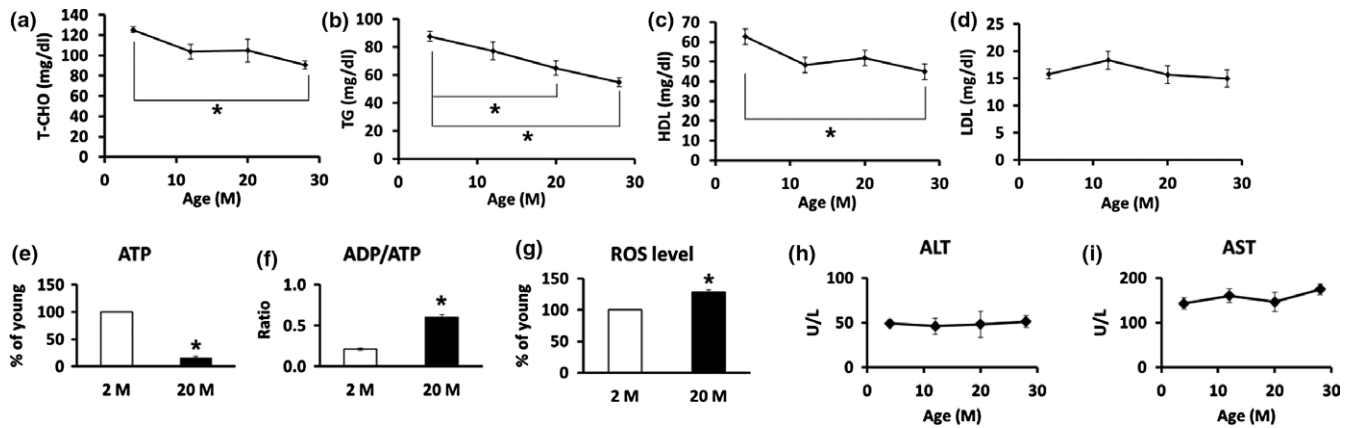 (a)
T-CHO (mg/dl)
140
120
100
80
60
40
20
0
*
0 10 20 30
Age (M)
(b)
TG (mg/dl)
100
80
60
40
20
0
*
*
0 10 20 30
Age (M)
(c)
HDL (mg/dl)
70
60
50
40
30
20
10
0
*
0 10 20 30
Age (M)
(d)
LDL (mg/dl)
25
20
15
10
5
0
0 10 20 30
Age (M)
(e)
ATP
% of young
150
100
50
0
*
2 M 20 M
(f)
ADP/ATP
Ratio
1.0
0.5
0.0
*
2 M 20 M
(g)
ROS level
% of young
150
100
50
0
*
2 M 20 M
(h)
ALT
U/L
100
50
0
0 10 20 30
Age (M)
(i)
AST
U/L
200
100
0
0 10 20 30
Age (M)